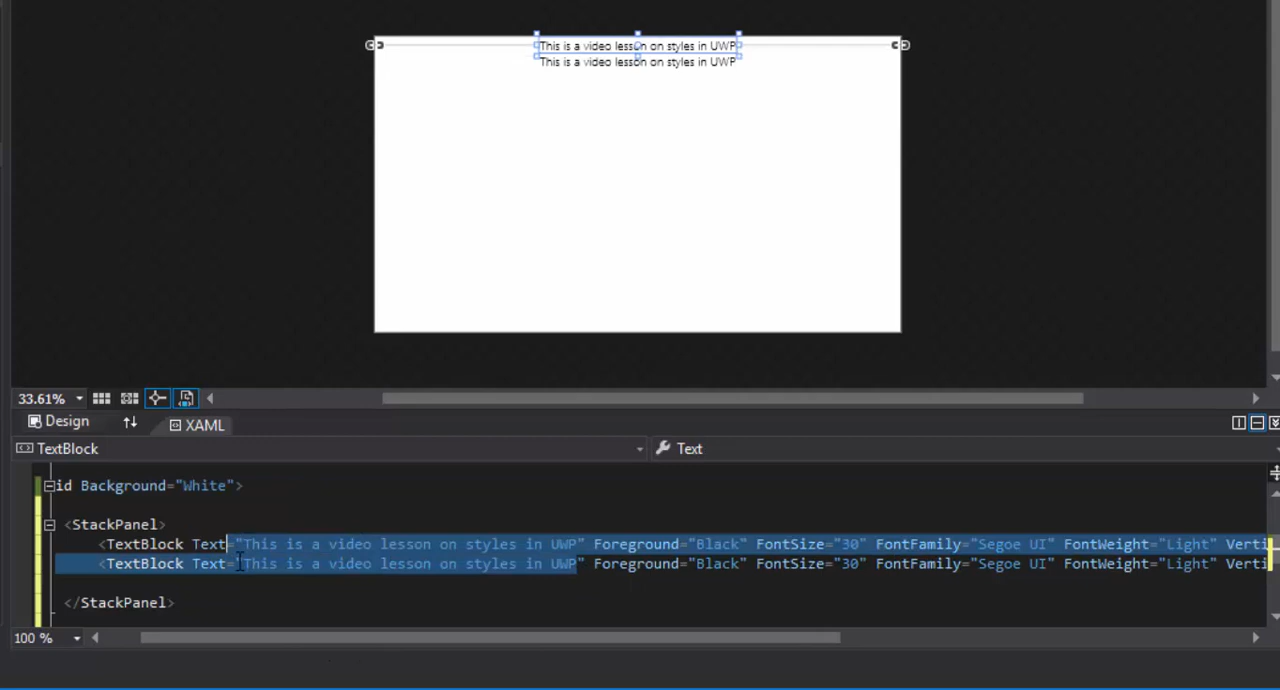 This is a video lesson on styles in UWP
This is a video lesson on styles in UWP
33.61%
Design
XAML
TextBlock
Text
id Background="White">
<StackPanel>
<TextBlock Text="This is a video lesson on styles in UWP" Foreground="Black" FontSize="30" FontFamily="Segoe UI" FontWeight="Light" Verti
<TextBlock Text="This is a video lesson on styles in UWP" Foreground="Black" FontSize="30" FontFamily="Segoe UI" FontWeight="Light" Verti
</StackPanel>
100 %